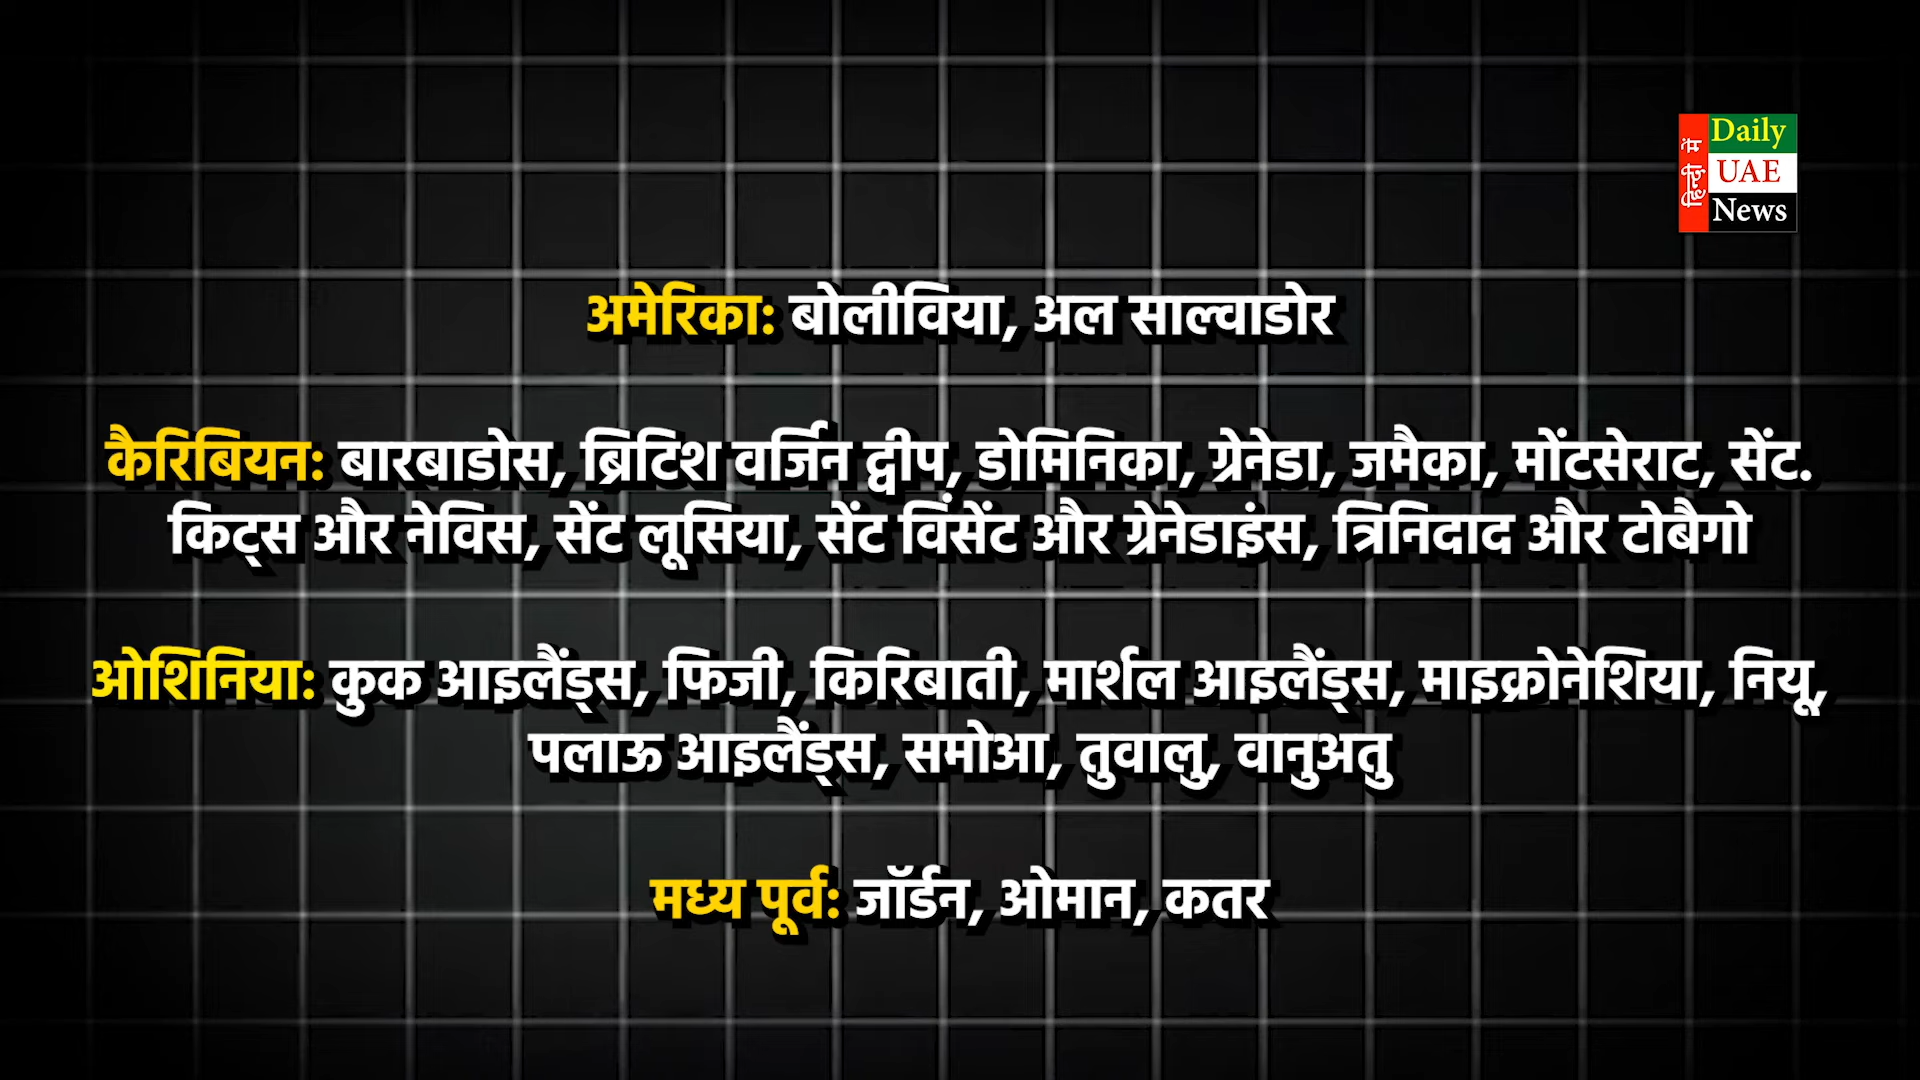 हिंदी में
Daily
UAE
News
अमेरिका: बोलीविया, अल साल्वाडोर
कैरिबियन: बारबाडोस, ब्रिटिश वर्जिन द्वीप, डोमिनिका, ग्रेनेडा, जमैका, मोंटसेराट, सेंट.
किट्स और नेविस, सेंट लूसिया, सेंट विंसेंट और ग्रेनेडाइंस, त्रिनिदाद और टोबैगो
ओशिनिया: कुक आइलैंड्स, फिजी, किरिबाती, मार्शल आइलैंड्स, माइक्रोनेशिया, नियू,
पलाऊ आइलैंड्स, समोआ, तुवालु, वानुअतु
मध्य पूर्व: जॉर्डन, ओमान, कतर